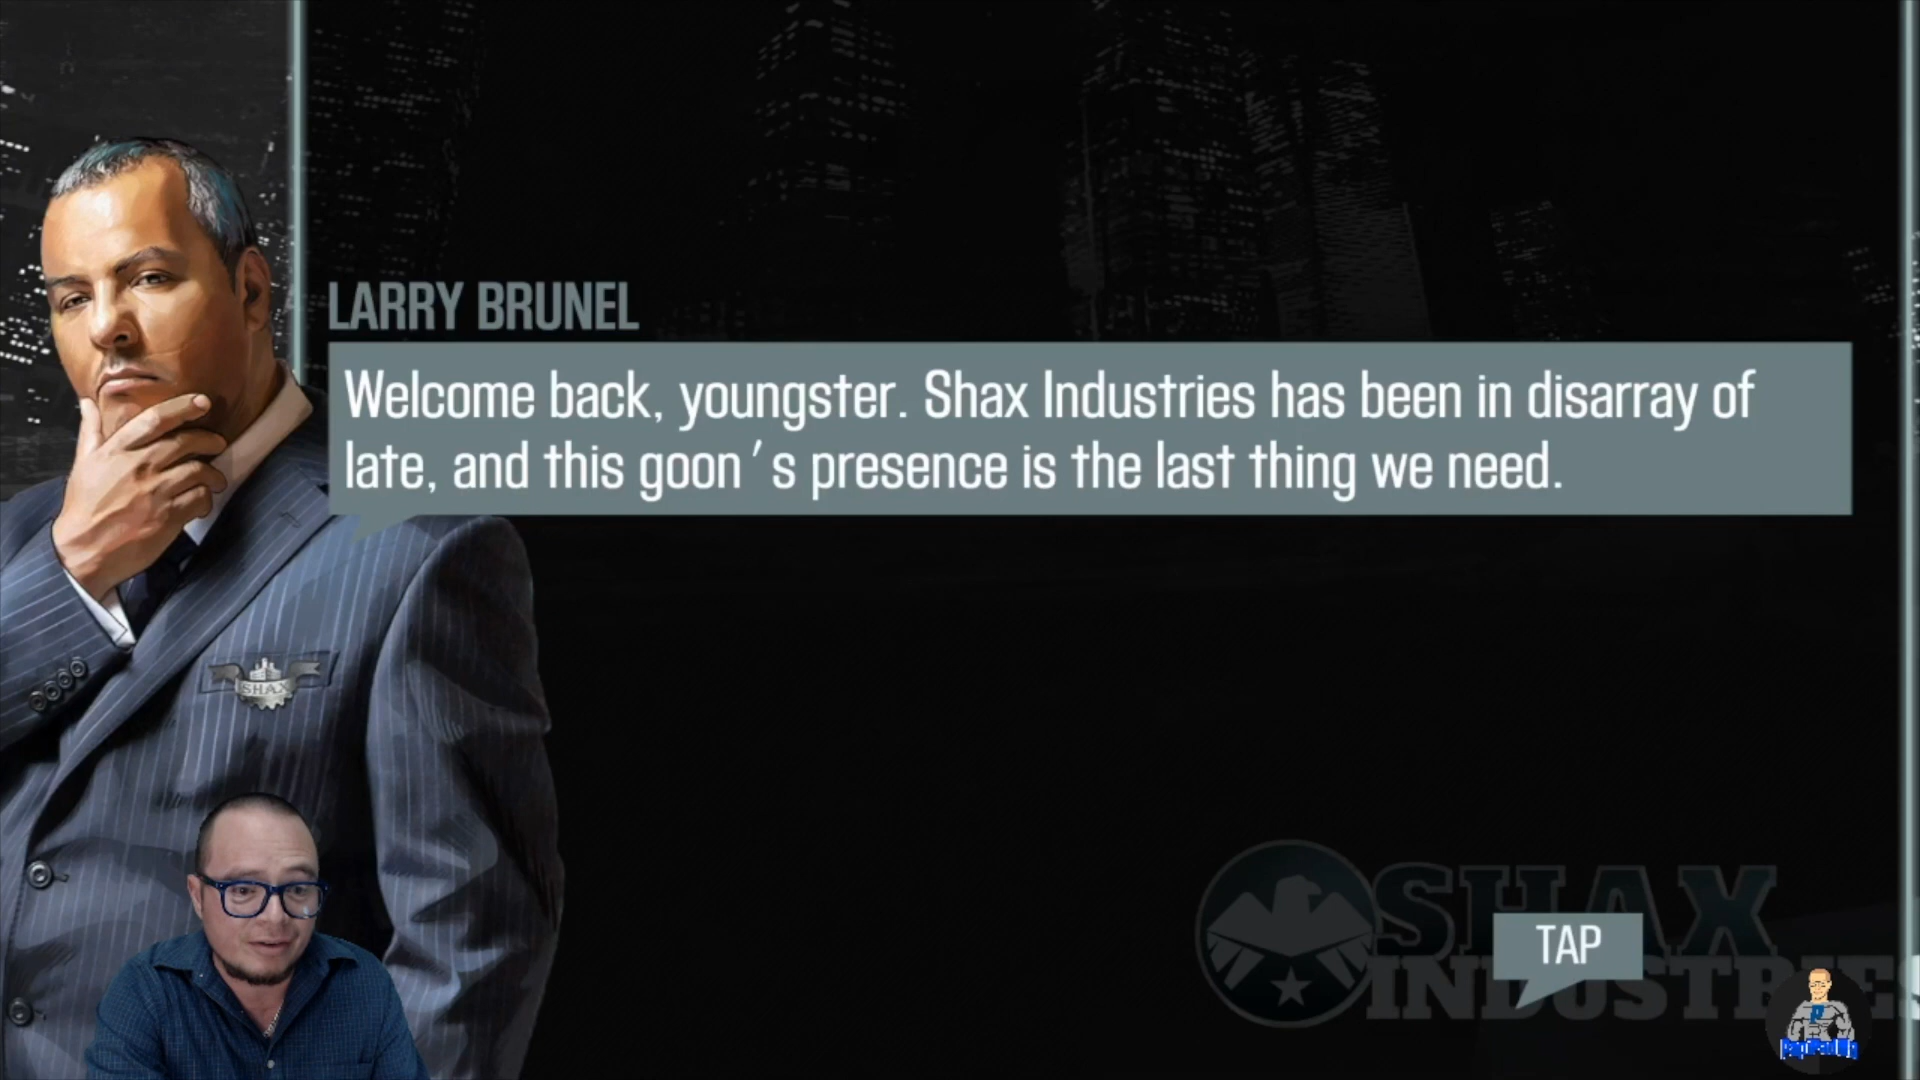 LARRY BRUNEL
Welcome back, youngster. Shax Industries has been in disarray of
late, and this goon's presence is the last thing we need.
SHAX
SHAX
TAP